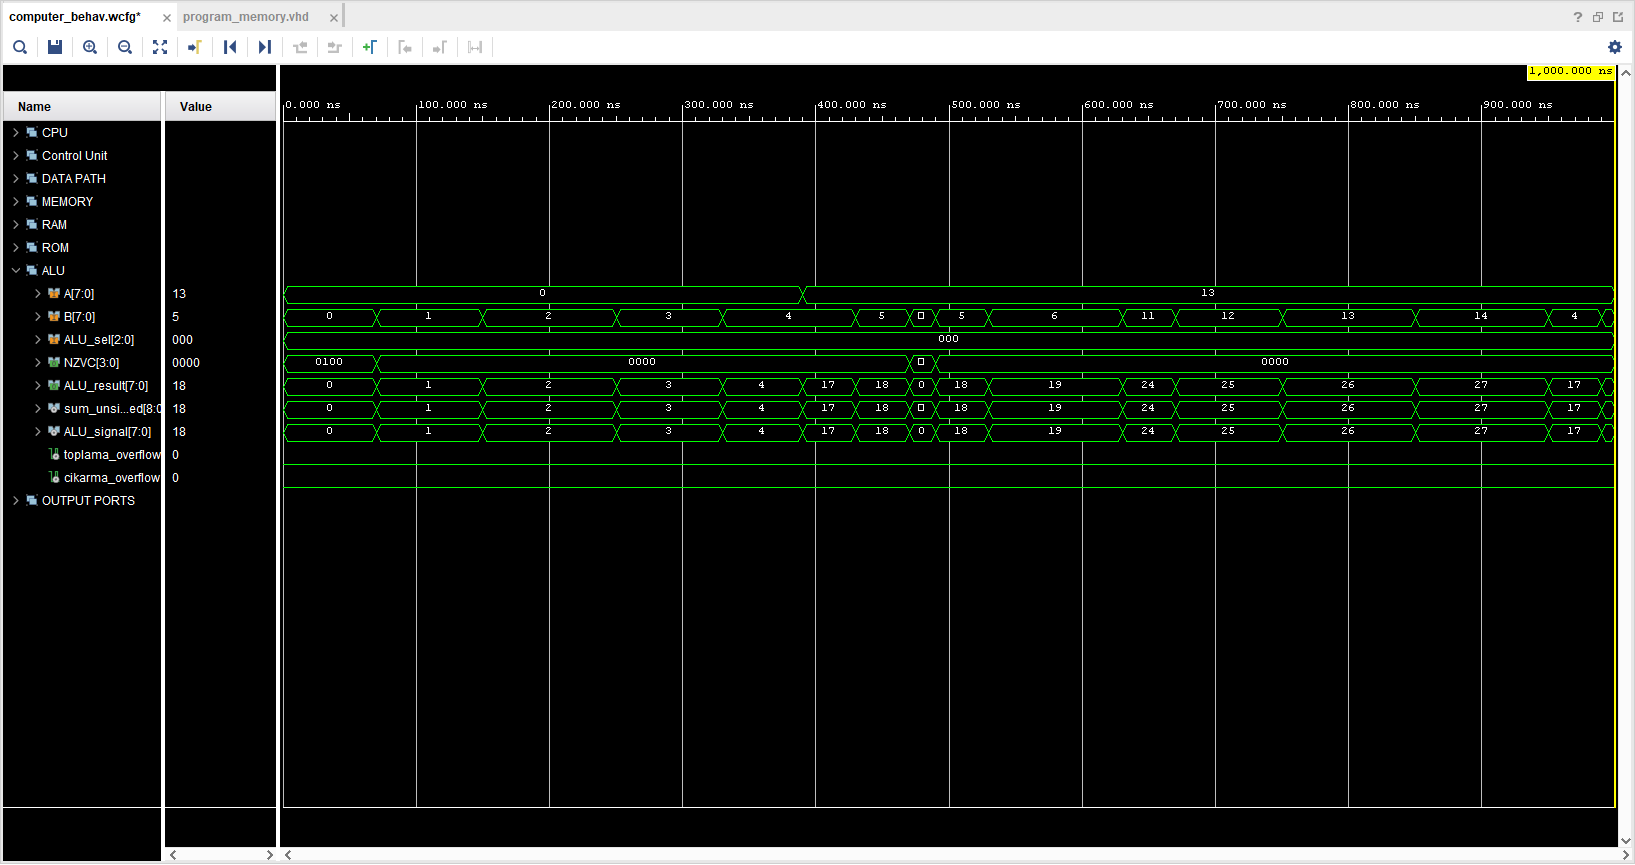 computer_behav.wcfg*
program_memory.vhd
1,000.000 ns
Name Value
0.000 ns 100.000 ns 200.000 ns 300.000 ns 400.000 ns 500.000 ns 600.000 ns 700.000 ns 800.000 ns 900.000 ns
CPU
Control Unit
DATA PATH
MEMORY
RAM
ROM
ALU
A[7:0] 13 0 13
B[7:0] 5 0 1 2 3 4 5 5 6 11 12 13 14 4
ALU_sel[2:0] 000 000
NZVC[3:0] 0000 0100 0000 0000
ALU_result[7:0] 18 0 1 2 3 4 17 18 0 18 19 24 25 26 27 17
sum_unsi...ed[8:0 18 0 1 2 3 4 17 18 18 19 24 25 26 27 17
ALU_signal[7:0] 18 0 1 2 3 4 17 18 0 18 19 24 25 26 27 17
toplama_overflow 0
cikarma_overflow 0
OUTPUT PORTS